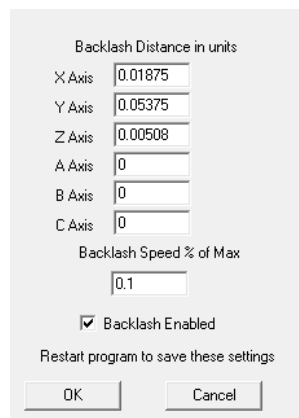 Backlash Distance in units
X Axis 0.01875
Y Axis 0.05375
Z Axis 0.00508
A Axis 0
B Axis 0
C Axis 0
Backlash Speed % of Max
0.1
Backlash Enabled
Restart program to save these settings
OK Cancel